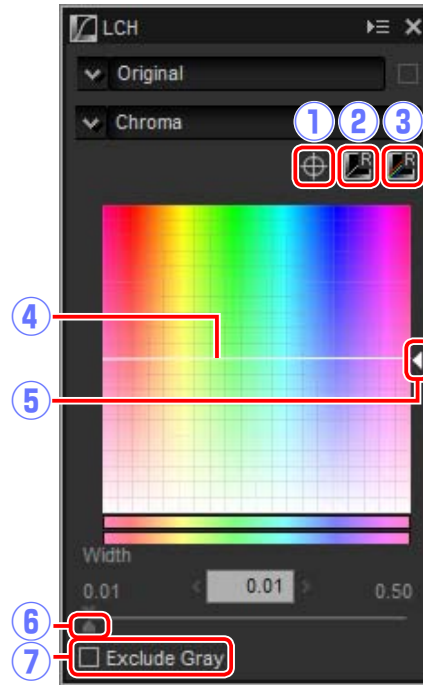 LCH
Original
Chroma
1 2 3
R R
4
5
Width
0.01 0.01 0.50
6
7
Exclude Gray